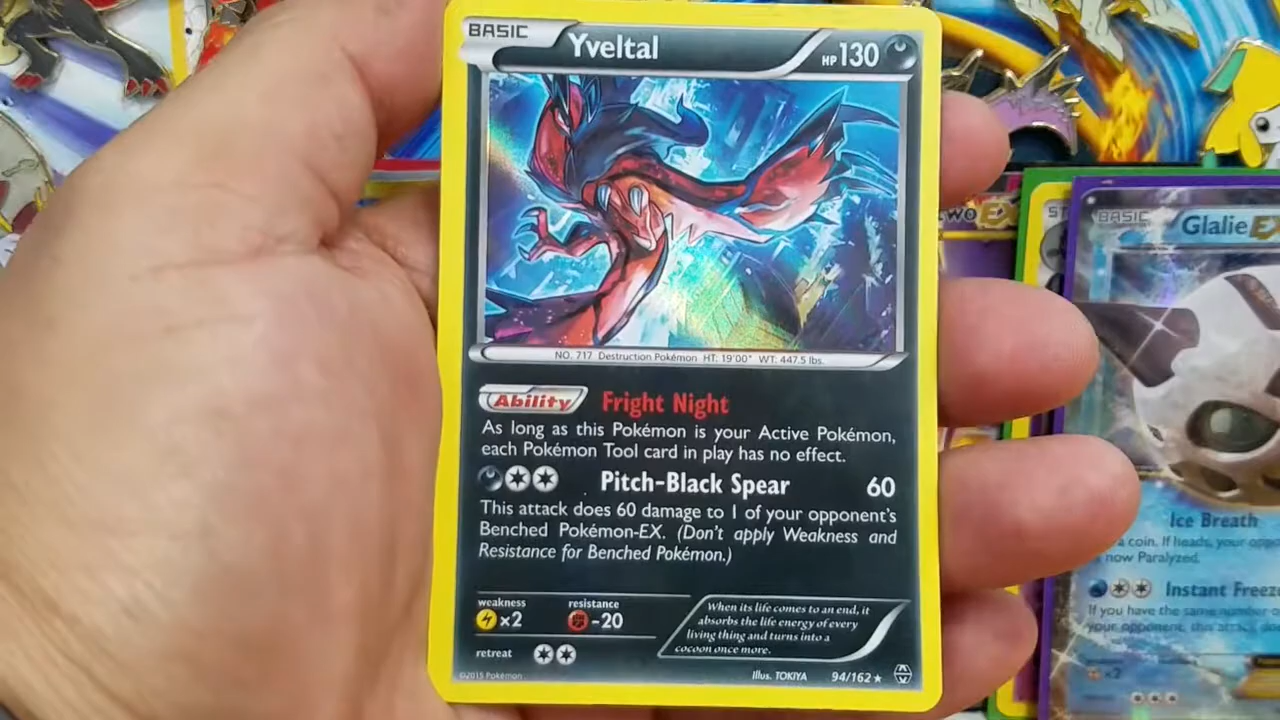 BASIC
Yveltal
HP 130
NO. 717 Destruction Pokémon HT: 19'00" WT: 447.5 lbs.
Ability Fright Night
As long as this Pokémon is your Active Pokémon,
each Pokémon Tool card in play has no effect.
Pitch-Black Spear 60
This attack does 60 damage to 1 of your opponent's
Benched Pokémon-EX. (Don't apply Weakness and
Resistance for Benched Pokémon.)
weakness resistance
×2 -20
retreat
When its life comes to an end, it
absorbs the life energy of every
living thing and turns into a
cocoon once more.
©2015 Pokémon
Illus. TOKIYA 94/162
EX
BASIC
Glalie EX
Ice Breath
a coin. If heads, your
now Paralyzed.
Instant Freeze
If you have the same number
your opponent, this attack
×2